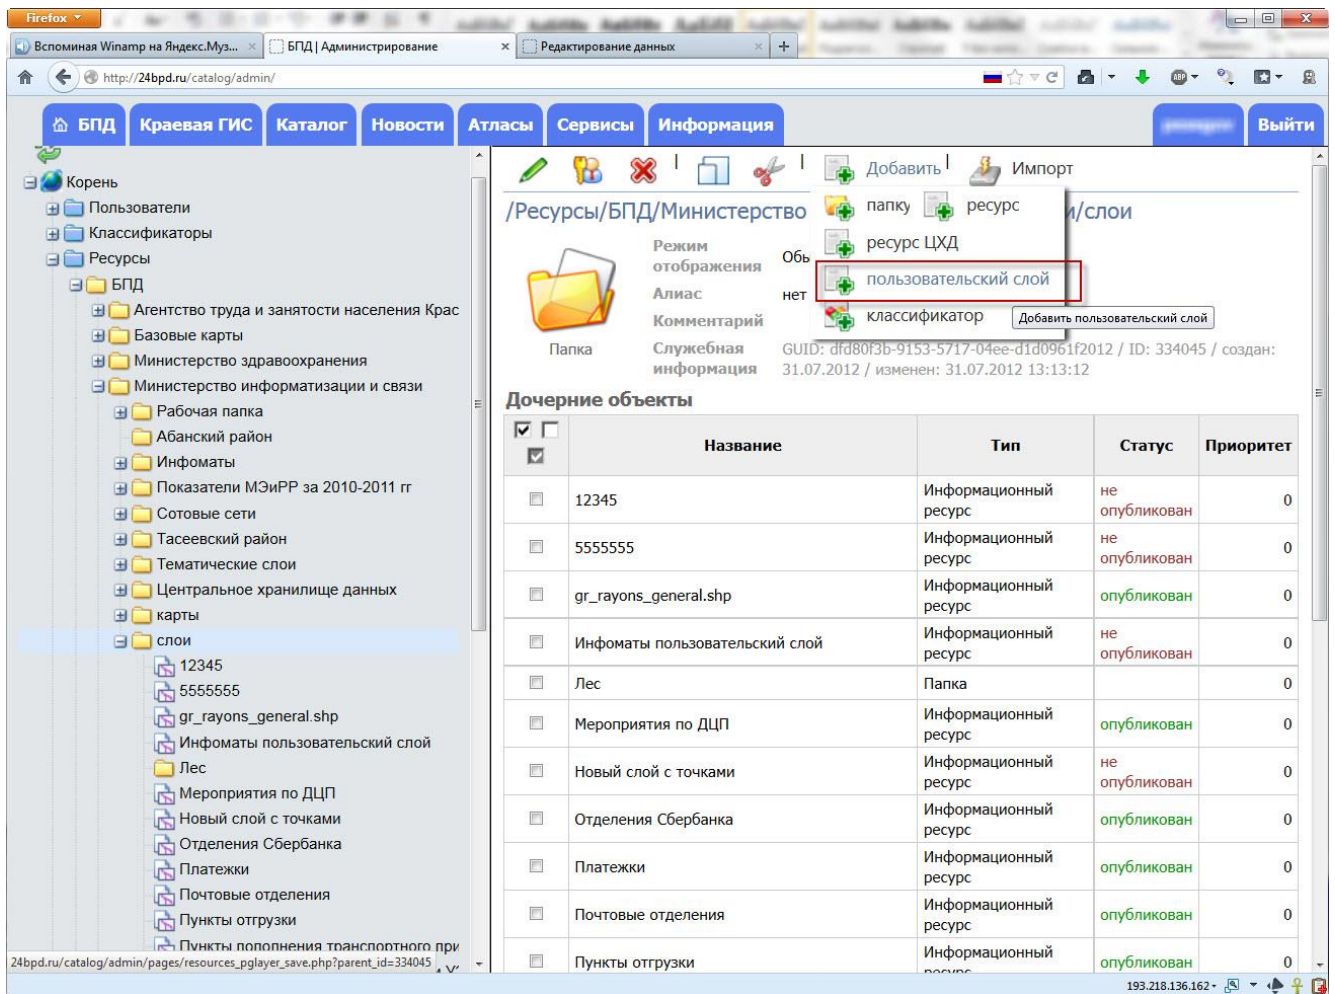 Firefox
Вспоминая Winamp на Яндекс.Муз...
БПД | Администрирование
Редактирование данных
http://24bpd.ru/catalog/admin/
ABP
БПД
Краевая ГИС
Каталог
Новости
Атласы
Сервисы
Информация
Выйти
Корень
Пользователи
Классификаторы
Ресурсы
БПД
Агентство труда и занятости населения Крас
Базовые карты
Министерство здравоохранения
Министерство информатизации и связи
Рабочая папка
Абанский район
Инфоматы
Показатели МЭиРР за 2010-2011 гг
Сотовые сети
Тасеевский район
Тематические слои
Центральное хранилище данных
карты
слои
12345
5555555
gr_rayons_general.shp
Инфоматы пользовательский слой
Лес
Мероприятия по ДЦП
Новый слой с точками
Отделения Сбербанка
Платежки
Почтовые отделения
Пункты отгрузки
Пункты пополнения транспортного при
24bpd.ru/catalog/admin/pages/resources_pglayer_save.php?parent_id=334045
Добавить
Импорт
папку
ресурс
ресурс ЦХД
пользовательский слой
классификатор
Добавить пользовательский слой
/Ресурсы/БПД/Министерство
и/слои
Папка
Режим отображения
Обы
Алиас
нет
Комментарий
Служебная информация
GUID: dfd80f3b-9153-5717-04ee-d1d0961f2012 / ID: 334045 / создан:
31.07.2012 / изменен: 31.07.2012 13:13:12
Дочерние объекты
Название Тип Статус Приоритет
12345 Информационный ресурс не опубликован 0
5555555 Информационный ресурс не опубликован 0
gr_rayons_general.shp Информационный ресурс опубликован 0
Инфоматы пользовательский слой Информационный ресурс не опубликован 0
Лес Папка 0
Мероприятия по ДЦП Информационный ресурс опубликован 0
Новый слой с точками Информационный ресурс не опубликован 0
Отделения Сбербанка Информационный ресурс опубликован 0
Платежки Информационный ресурс опубликован 0
Почтовые отделения Информационный ресурс опубликован 0
Пункты отгрузки Информационный ресурс опубликован 0
193.218.136.162